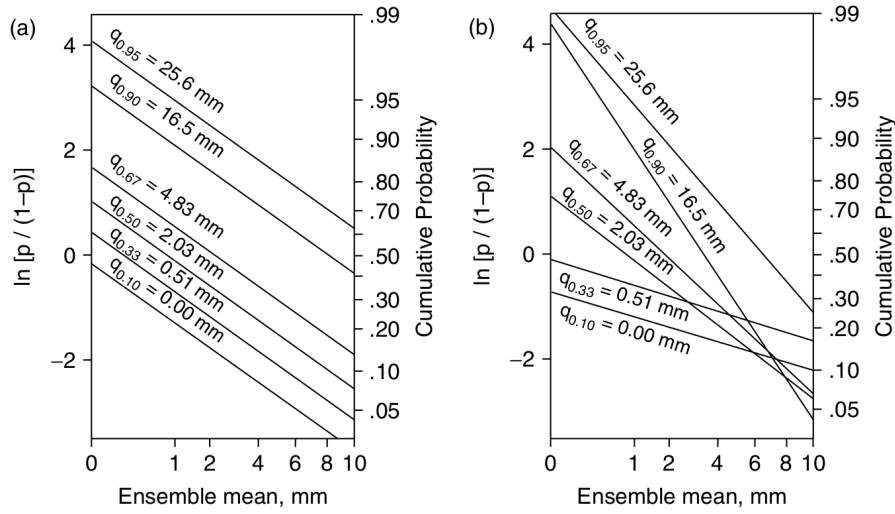 (a)
ln [p / (1–p)]
4
2
0
−2
q0.95 = 25.6 mm
q0.90 = 16.5 mm
q0.67 = 4.83 mm
q0.50 = 2.03 mm
q0.33 = 0.51 mm
q0.10 = 0.00 mm
.99
.95
.90
.80
.70
.50
.30
.20
.10
.05
Cumulative Probability
0 1 2 4 6 8 10
Ensemble mean, mm
(b)
ln [p / (1–p)]
4
2
0
−2
q0.95 = 25.6 mm
q0.90 = 16.5 mm
q0.67 = 4.83 mm
q0.50 = 2.03 mm
q0.33 = 0.51 mm
q0.10 = 0.00 mm
.99
.95
.90
.80
.70
.50
.30
.20
.10
.05
Cumulative Probability
0 1 2 4 6 8 10
Ensemble mean, mm